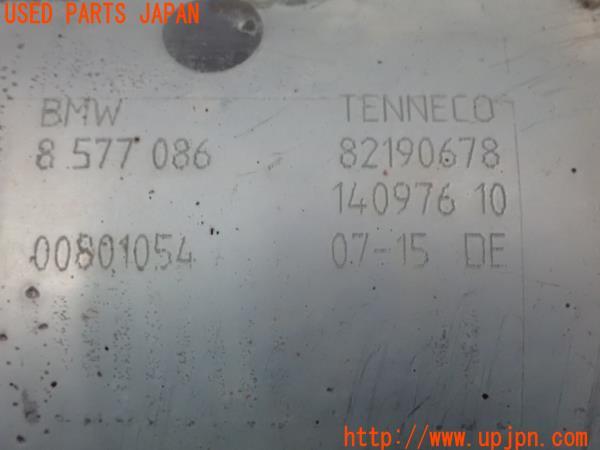 USED PARTS JAPAN
BMW TENNECO
8 577 086 82190678
140976 10
00801054 07-15 DE
http://www.upjpn.com/